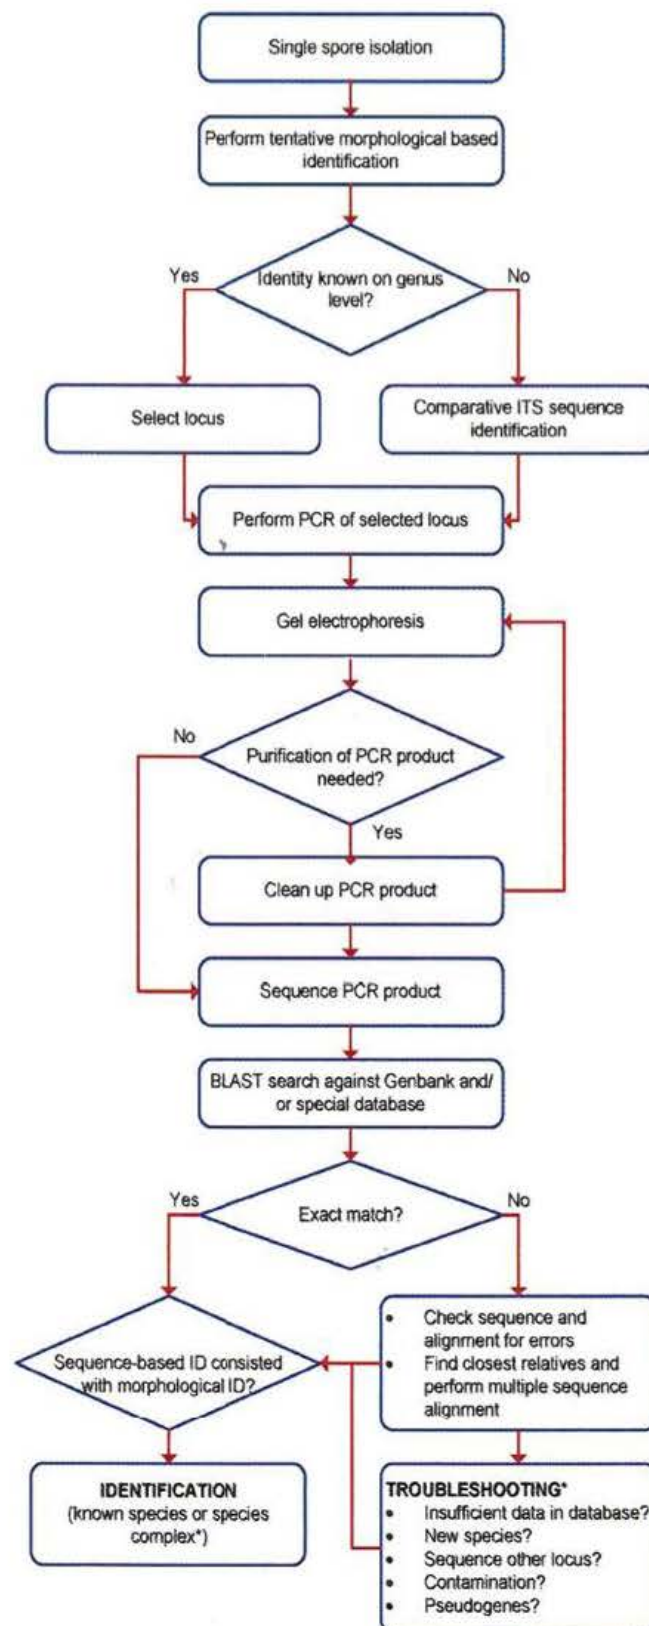 Single spore isolation
Perform tentative morphological based
identification
Yes
Identity known on genus
level?
No
Select locus
Comparative ITS sequence
identification
Perform PCR of selected locus
Gel electrophoresis
No
Purification of PCR product
needed?
Yes
Clean up PCR product
Sequence PCR product
BLAST search against Genbank and/
or special database
Yes
Exact match?
No
Sequence-based ID consisted
with morphological ID?
• Check sequence and
alignment for errors
• Find closest relatives and
perform multiple sequence
alignment
IDENTIFICATION
(known species or species
complex*)
TROUBLESHOOTING*
• Insufficient data in database?
• New species?
• Sequence other locus?
• Contamination?
• Pseudogenes?